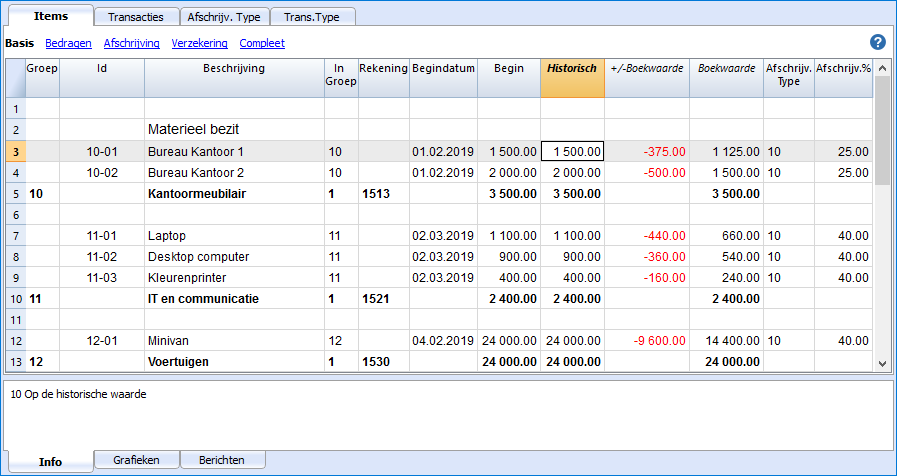 Items Transacties Afschrijv. Type Trans.Type
Basis Bedragen Afschrijving Verzekering Compleet ?
Groep Id Beschrijving In Groep Rekening Begindatum Begin Historisch +/-Boekwaarde Boekwaarde Afschrijv. Type Afschrijv.%
1
2 Materieel bezit
3 10-01 Bureau Kantoor 1 10 01.02.2019 1 500.00 1 500.00 -375.00 1 125.00 10 25.00
4 10-02 Bureau Kantoor 2 10 01.02.2019 2 000.00 2 000.00 -500.00 1 500.00 10 25.00
5 10 Kantoormeubilair 1 1513 3 500.00 3 500.00 3 500.00
6
7 11-01 Laptop 11 02.03.2019 1 100.00 1 100.00 -440.00 660.00 10 40.00
8 11-02 Desktop computer 11 02.03.2019 900.00 900.00 -360.00 540.00 10 40.00
9 11-03 Kleurenprinter 11 02.03.2019 400.00 400.00 -160.00 240.00 10 40.00
10 11 IT en communicatie 1 1521 2 400.00 2 400.00 2 400.00
11
12 12-01 Minivan 12 04.02.2019 24 000.00 24 000.00 -9 600.00 14 400.00 10 40.00
13 12 Voertuigen 1 1530 24 000.00 24 000.00 24 000.00
10 Op de historische waarde
Info Grafieken Berichten